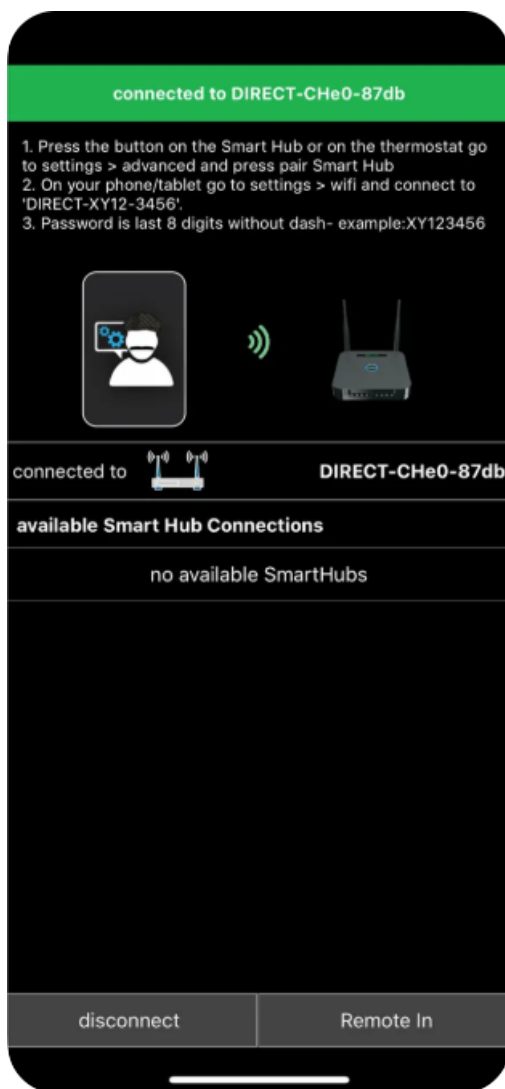 connected to DIRECT-CHe0-87db
1. Press the button on the Smart Hub or on the thermostat go
to settings > advanced and press pair Smart Hub
2. On your phone/tablet go to settings > wifi and connect to
'DIRECT-XY12-3456'.
3. Password is last 8 digits without dash- example:XY123456
connected to DIRECT-CHe0-87db
available Smart Hub Connections
no available SmartHubs
disconnect Remote In